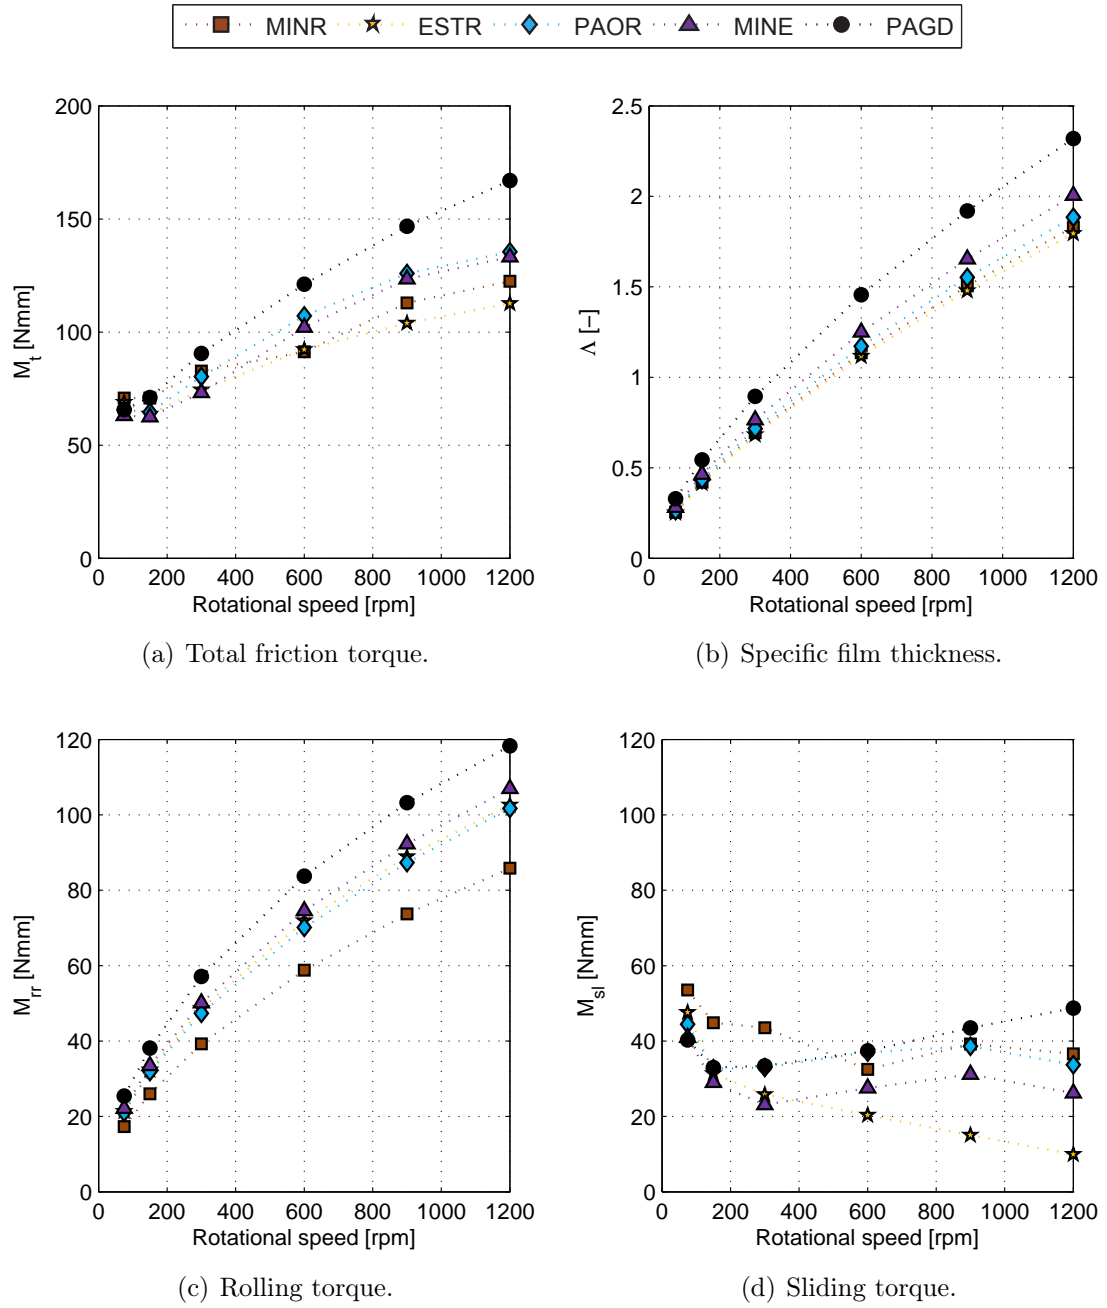 MINR ESTR PAOR MINE PAGD
200
150
100
50
0
M_t [Nmm]
0 200 400 600 800 1000 1200
Rotational speed [rpm]
(a) Total friction torque.
2.5
2
1.5
1
0.5
0
Λ [−]
0 200 400 600 800 1000 1200
Rotational speed [rpm]
(b) Specific film thickness.
120
100
80
60
40
20
0
M_rr [Nmm]
0 200 400 600 800 1000 1200
Rotational speed [rpm]
(c) Rolling torque.
120
100
80
60
40
20
0
M_sl [Nmm]
0 200 400 600 800 1000 1200
Rotational speed [rpm]
(d) Sliding torque.